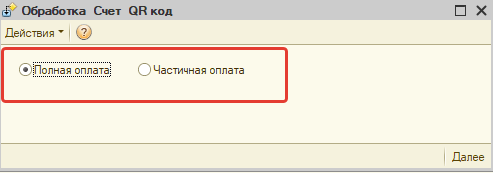 Обработка Счет QR код
Действия
Полная оплата Частичная оплата
Далее